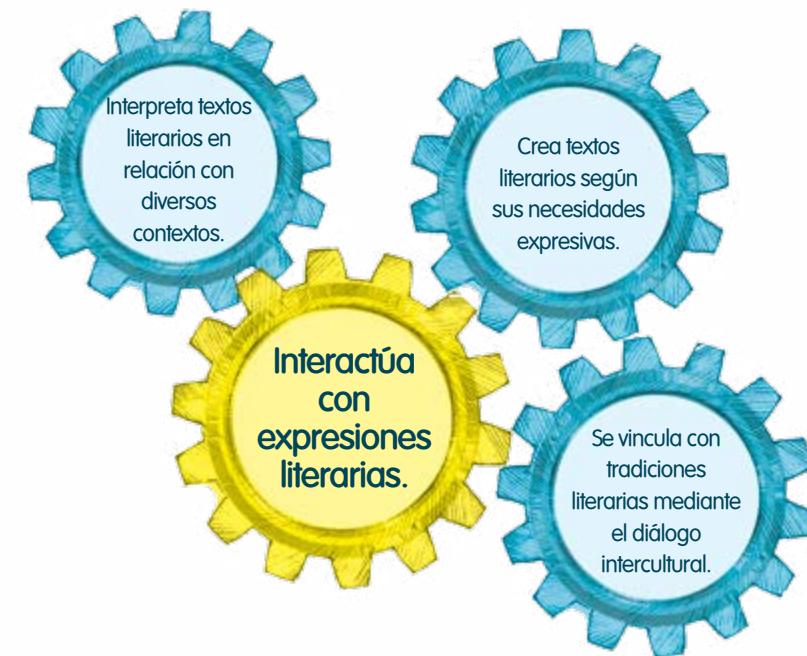 Interpreta textos
literarios en
relación con
diversos
contextos.
Crea textos
literarios según
sus necesidades
expresivas.
Interactúa
con
expresiones
literarias.
Se vincula con
tradiciones
literarias mediante
el diálogo
intercultural.